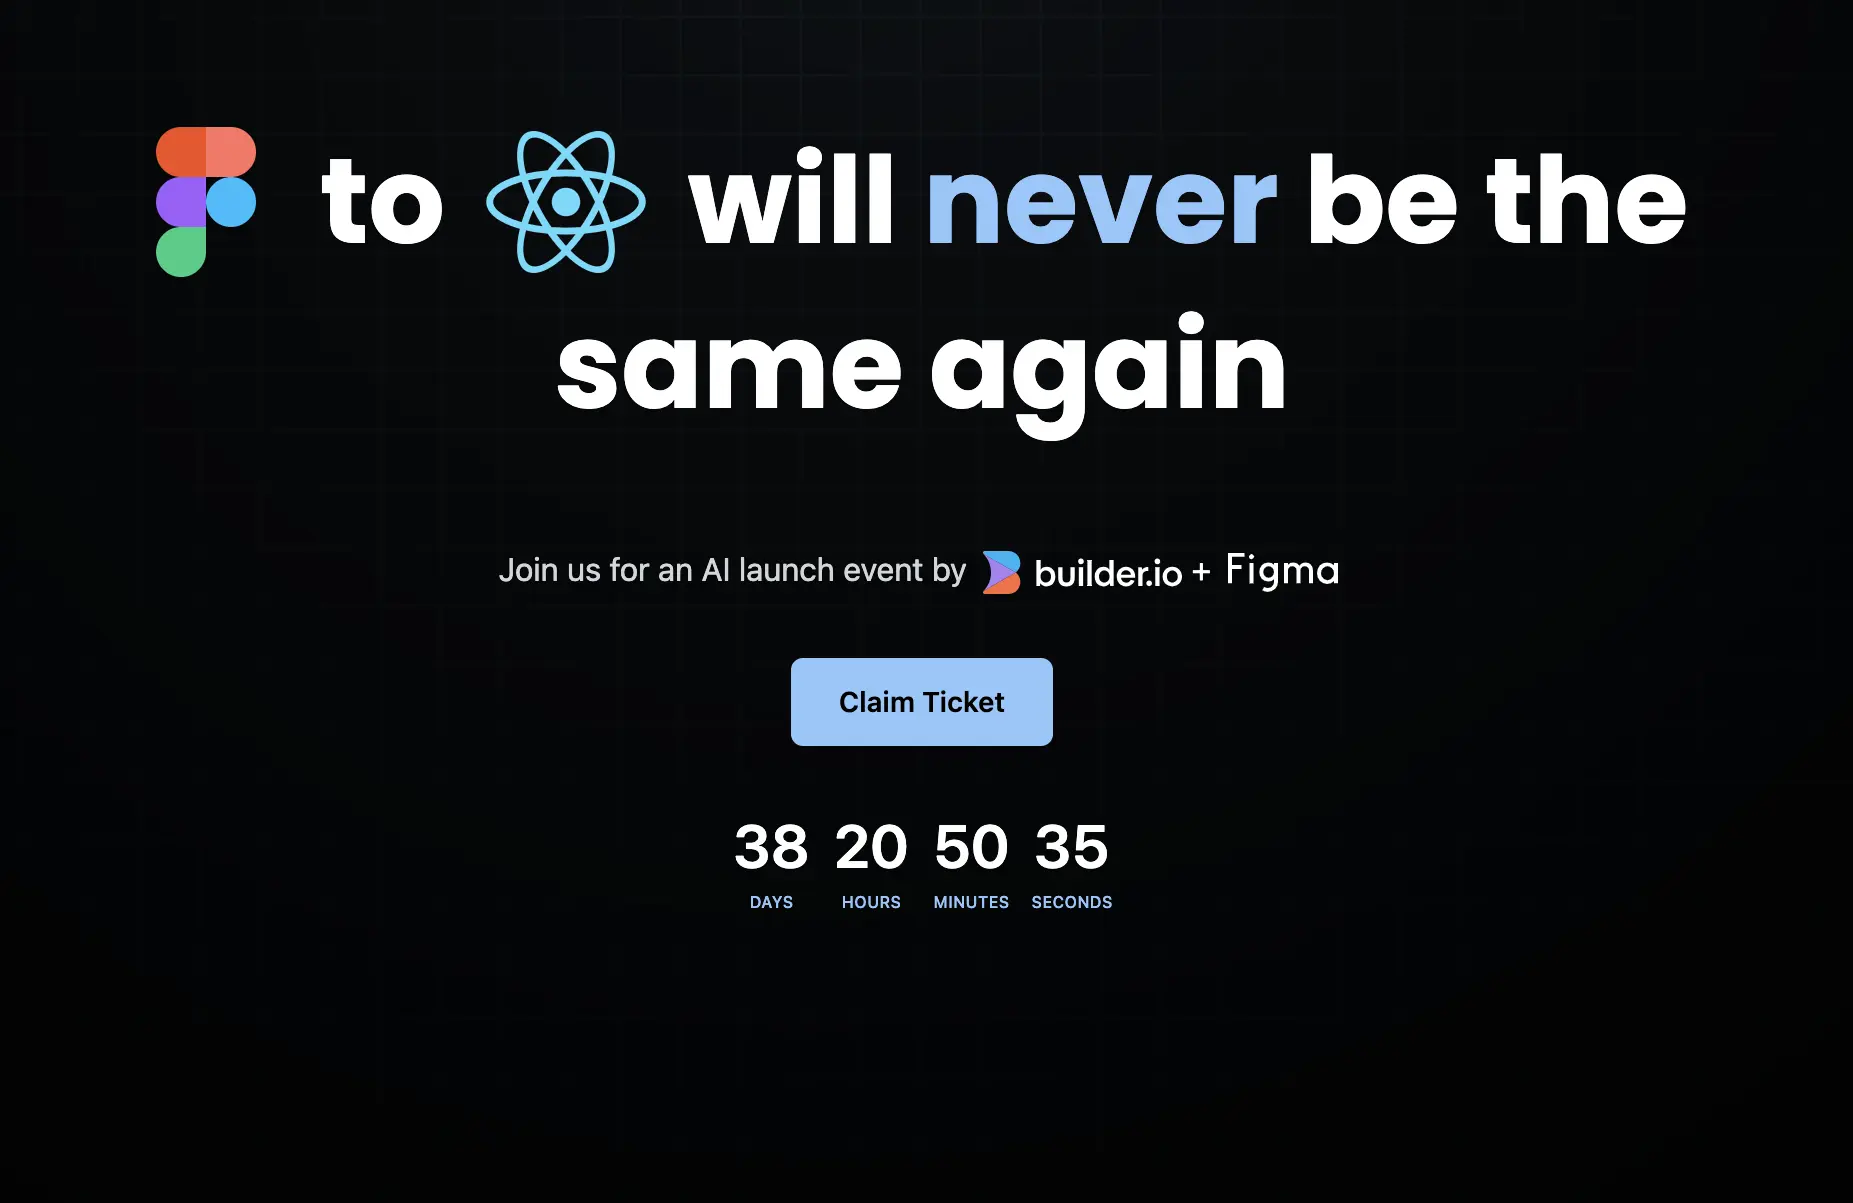 to will never be the
same again
Join us for an AI launch event by builder.io + Figma
Claim Ticket
38 20 50 35
DAYS HOURS MINUTES SECONDS